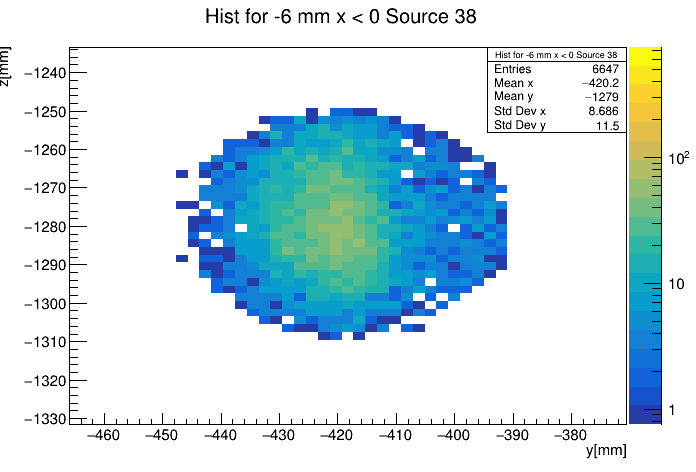 Hist for -6 mm x < 0 Source 38
z[mm]
Hist for -6 mm x < 0 Source 38
Entries 6647
Mean x −420.2
Mean y −1279
Std Dev x 8.686
Std Dev y 11.5
−1240
−1250
−1260
−1270
−1280
−1290
−1300
−1310
−1320
−1330
−460 −450 −440 −430 −420 −410 −400 −390 −380
y[mm]
10²
10
1